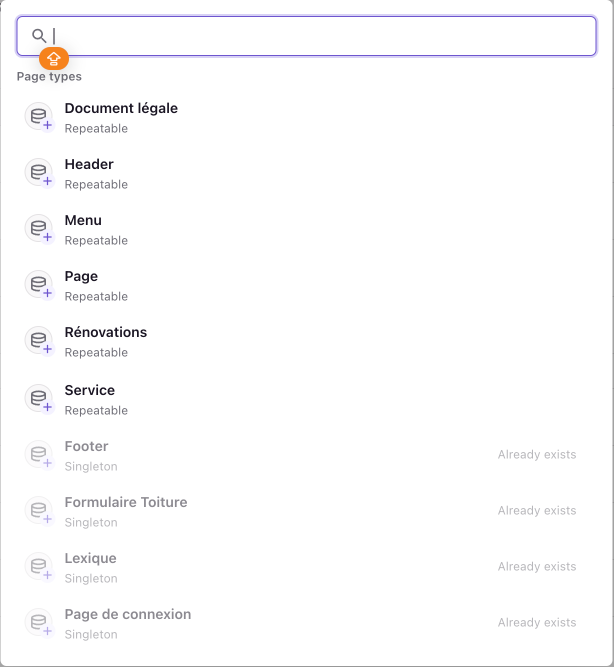 Page types
Document légale
Repeatable
Header
Repeatable
Menu
Repeatable
Page
Repeatable
Rénovations
Repeatable
Service
Repeatable
Footer
Singleton
Already exists
Formulaire Toiture
Singleton
Already exists
Lexique
Singleton
Already exists
Page de connexion
Singleton
Already exists